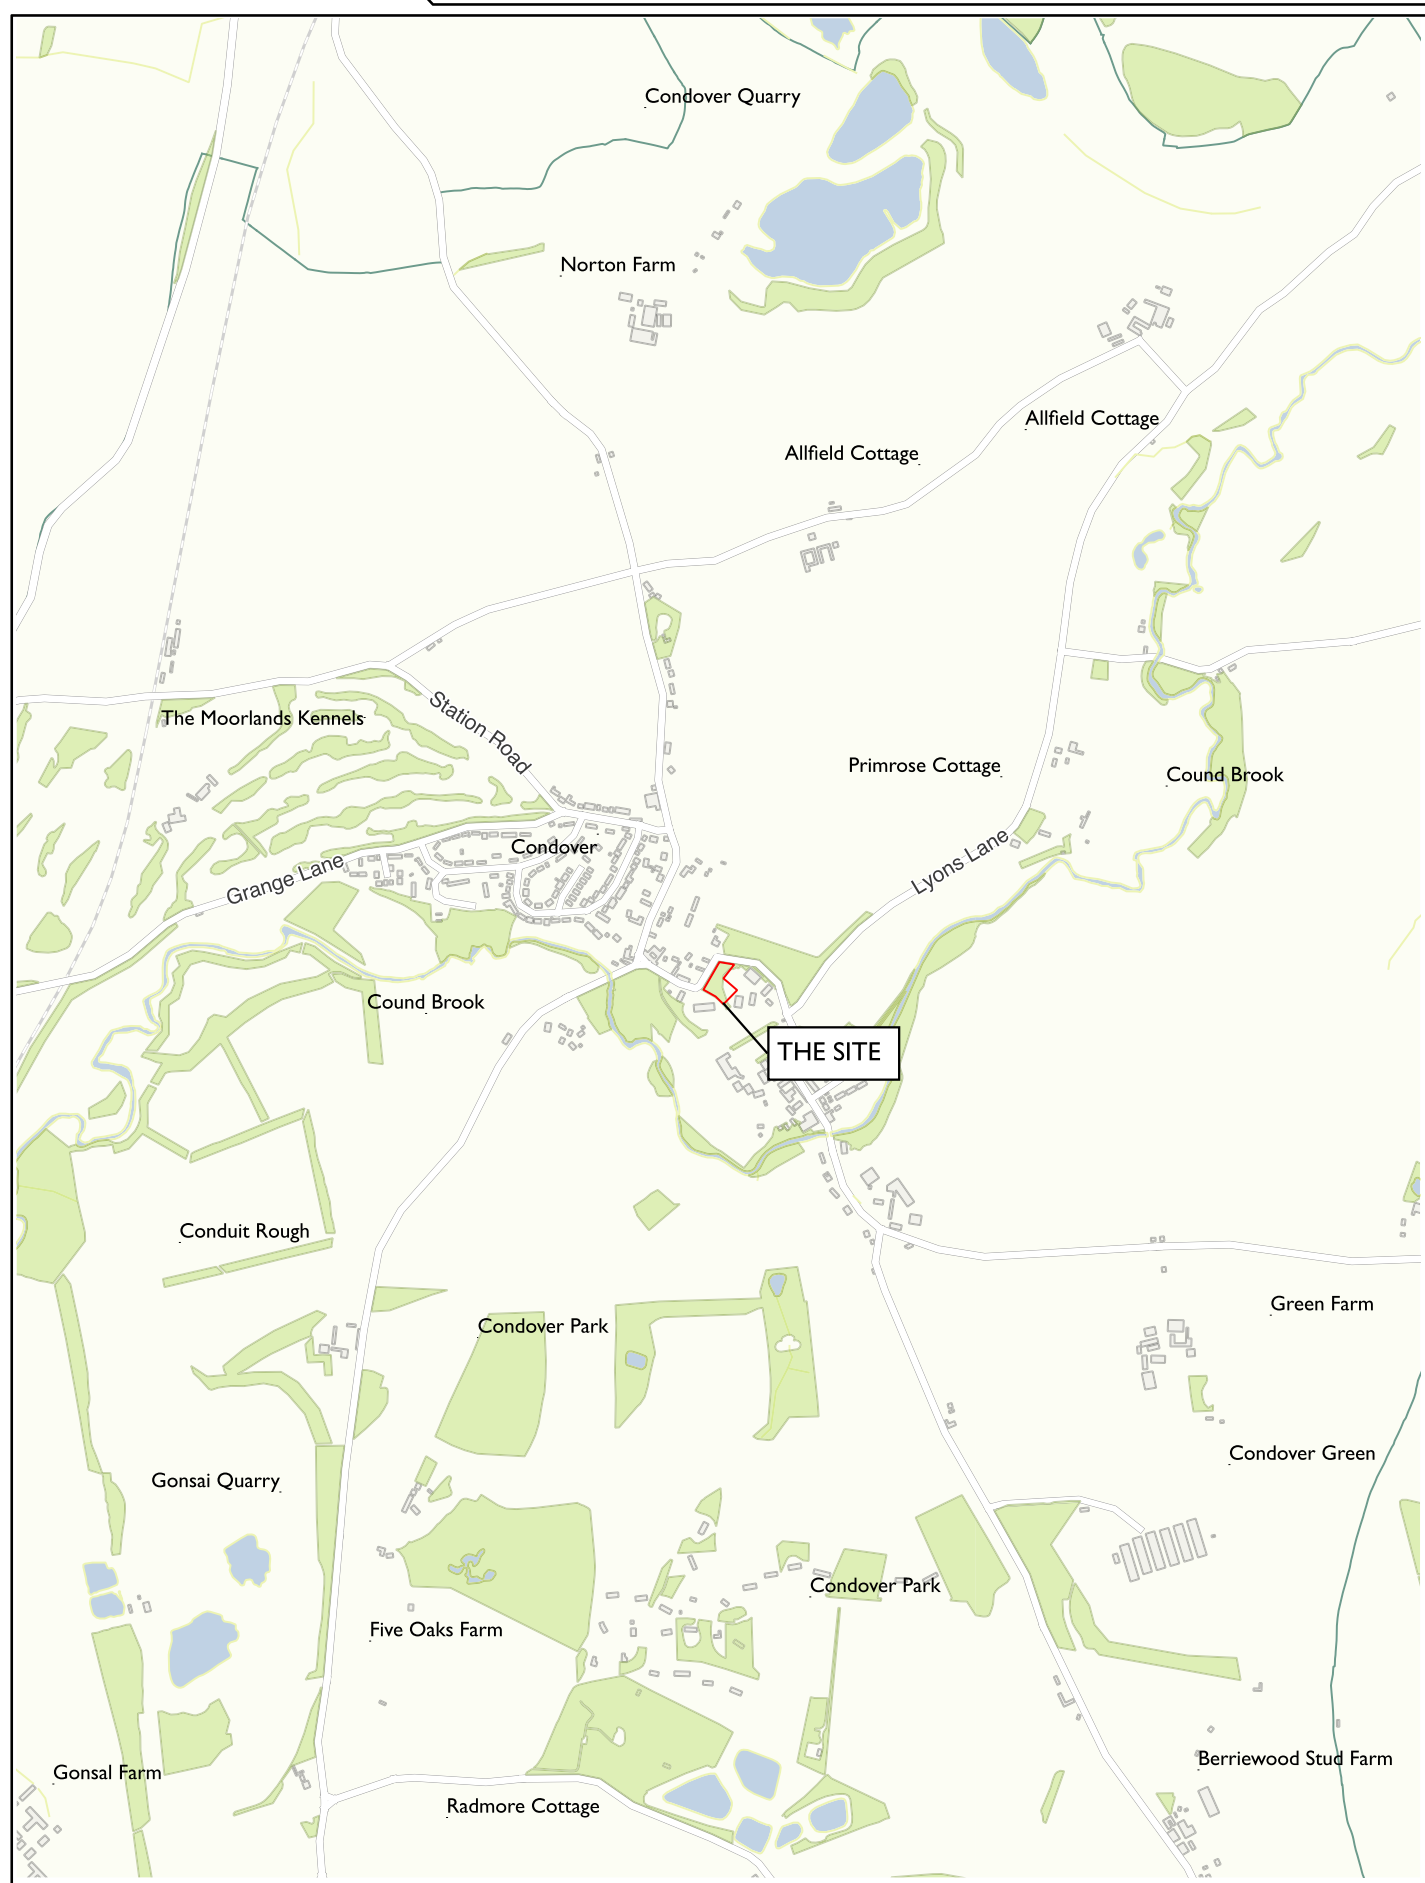 Condover Quarry
Norton Farm
Allfield Cottage
Allfield Cottage
Station Road
The Moorlands Kennels
Primrose Cottage
Cound Brook
Condover
Lyons Lane
Grange Lane
Cound Brook
THE SITE
Conduit Rough
Green Farm
Condover Park
Condover Green
Gonsai Quarry
Condover Park
Five Oaks Farm
Berriewood Stud Farm
Gonsal Farm
Radmore Cottage